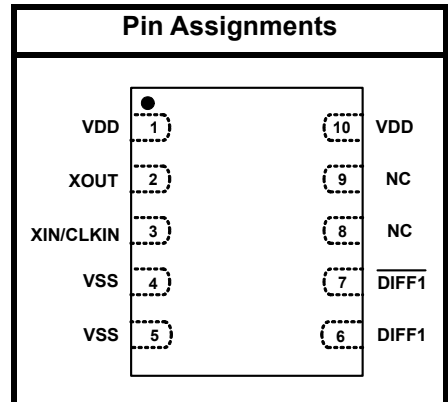 Pin Assignments
VDD 1 10 VDD
XOUT 2 9 NC
XIN/CLKIN 3 8 NC
VSS 4 7 DIFF1
VSS 5 6 DIFF1